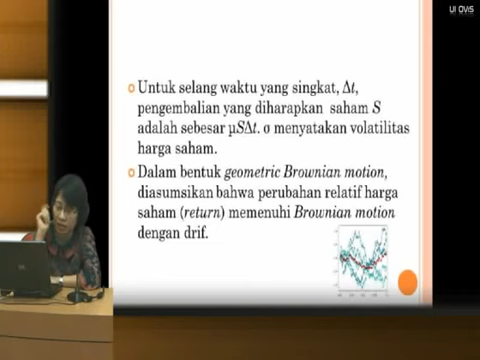 UI OVIS
Untuk selang waktu yang singkat, Δt,
pengembalian yang diharapkan saham S
adalah sebesar μSΔt. σ menyatakan volatilitas
harga saham.
Dalam bentuk geometric Brownian motion,
diasumsikan bahwa perubahan relatif harga
saham (return) memenuhi Brownian motion
dengan drif.